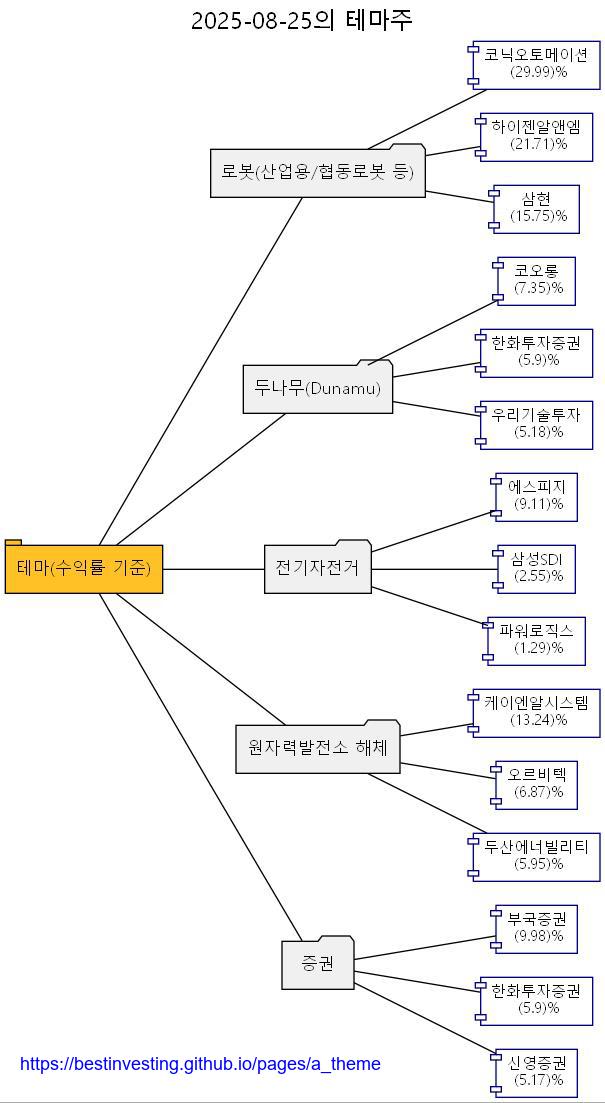 2025-08-25의 테마주
코닉오토메이션
(29.99)%
하이젠알앤엠
(21.71)%
로봇(산업용/협동로봇 등)
삼현
(15.75)%
코오롱
(7.35)%
한화투자증권
(5.9)%
두나무(Dunamu)
우리기술투자
(5.18)%
에스피지
(9.11)%
테마(수익률 기준)
전기자전거
삼성SDI
(2.55)%
파워로직스
(1.29)%
케이엔알시스템
(13.24)%
원자력발전소 해체
오르비텍
(6.87)%
두산에너빌리티
(5.95)%
부국증권
(9.98)%
증권
한화투자증권
(5.9)%
신영증권
(5.17)%
https://bestinvesting.github.io/pages/a_theme